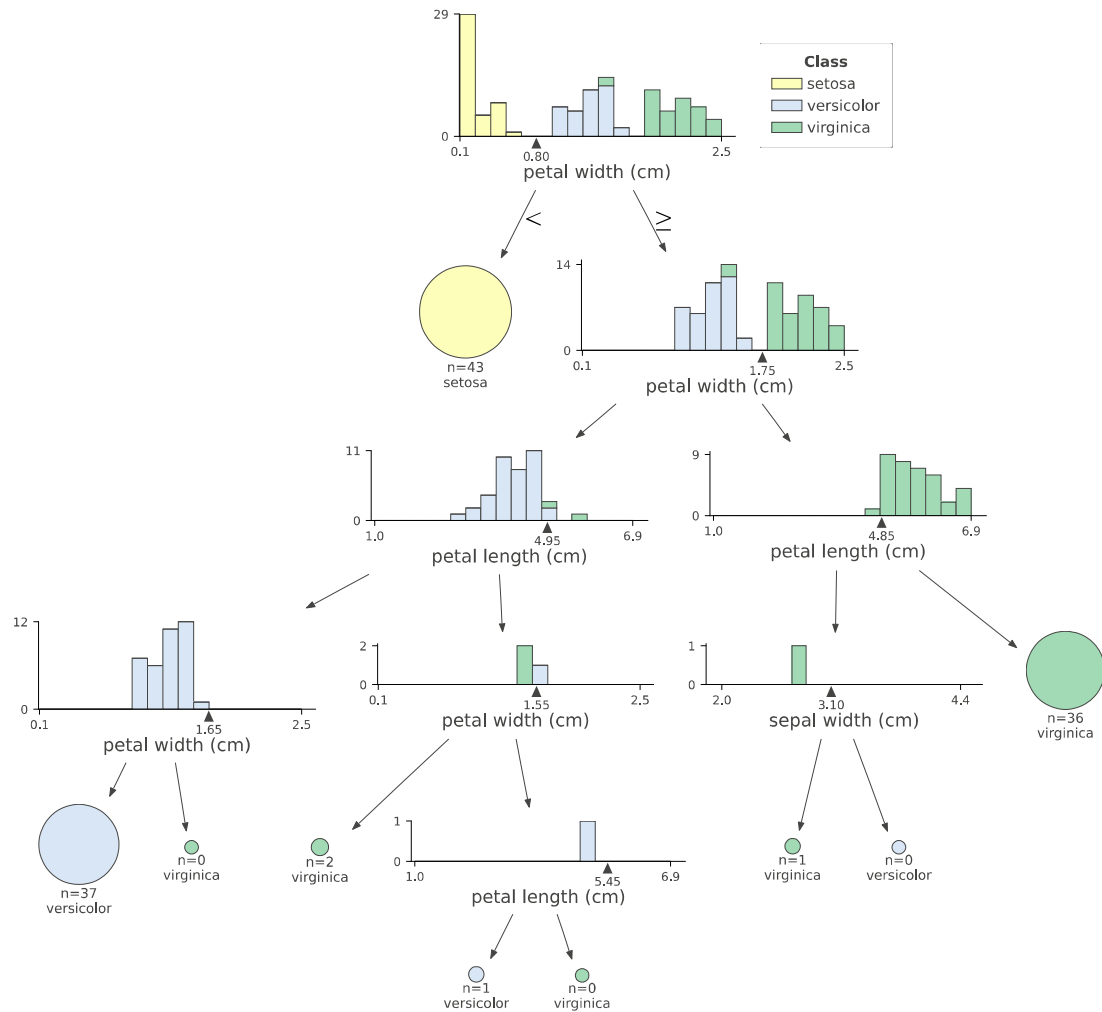 29
0
0.1
0.80
2.5
petal width (cm)
Class
setosa
versicolor
virginica
<
≥
n=43
setosa
14
0
0.1
1.75
2.5
petal width (cm)
11
0
1.0
4.95
6.9
petal length (cm)
9
0
1.0
4.85
6.9
petal length (cm)
12
0
0.1
1.65
2.5
petal width (cm)
2
0
0.1
1.55
2.5
petal width (cm)
1
0
2.0
3.10
4.4
sepal width (cm)
n=36
virginica
n=37
versicolor
n=0
virginica
n=2
virginica
1
0
1.0
5.45
6.9
petal length (cm)
n=1
virginica
n=0
versicolor
n=1
versicolor
n=0
virginica